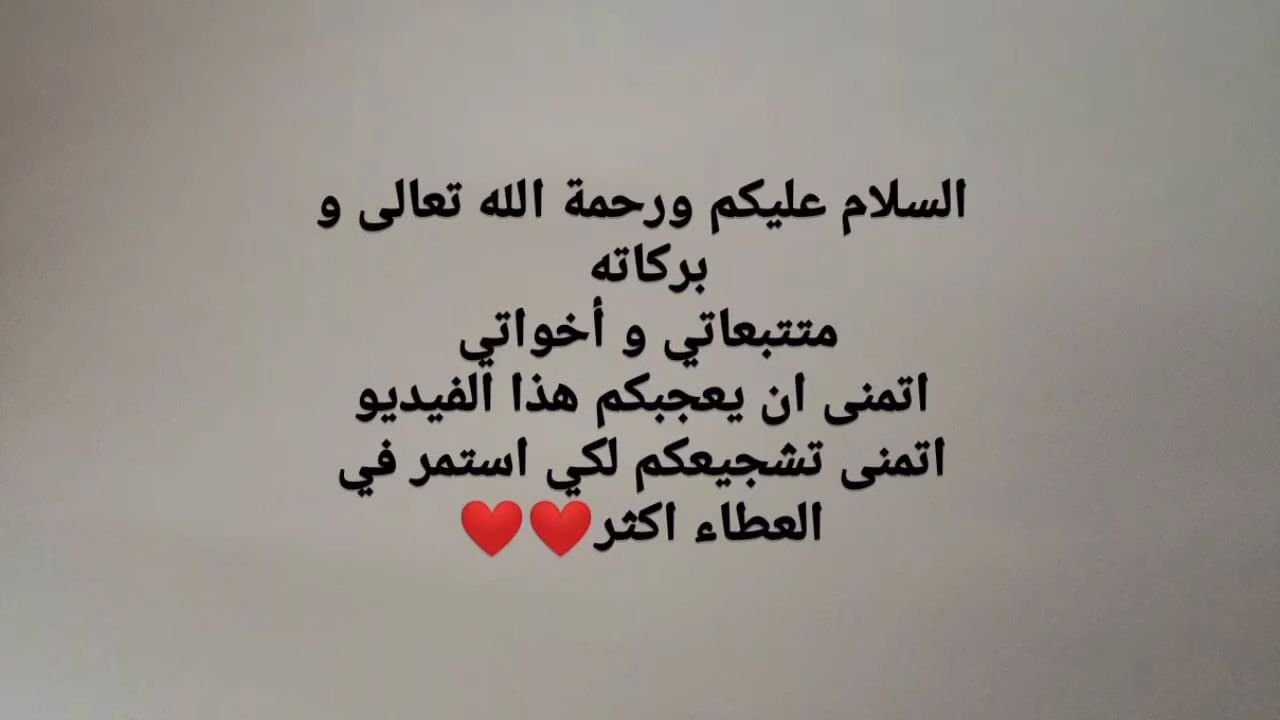 السلام عليكم ورحمة الله تعالى و
بركاته
متتبعاتي و أخواتي
اتمنى ان يعجبكم هذا الفيديو
اتمنى تشجيعكم لكي استمر في
العطاء اكثر❤️❤️